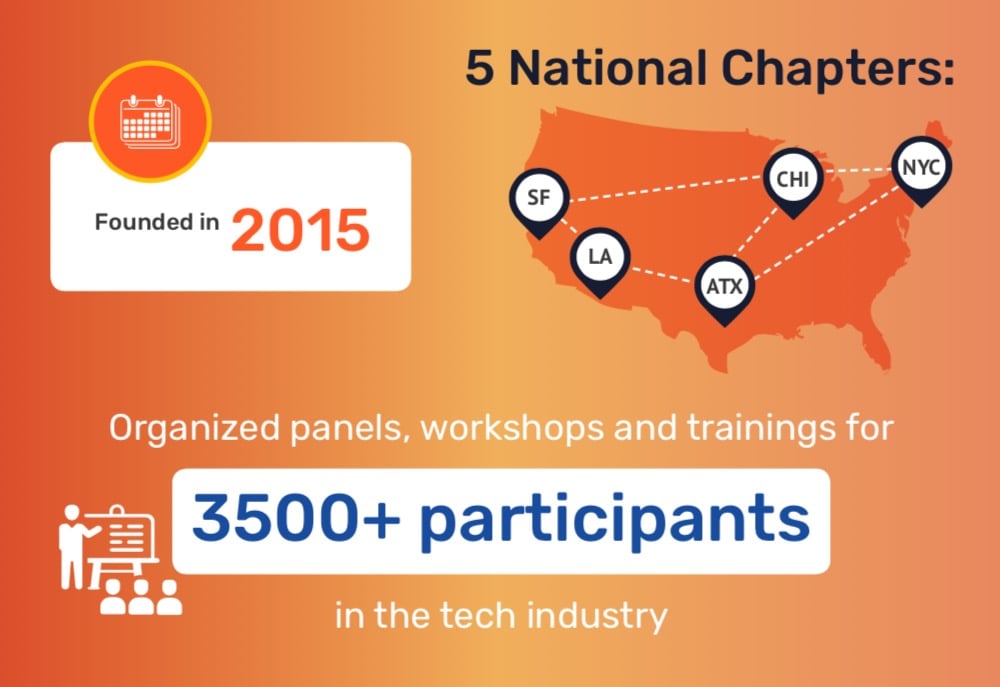 5 National Chapters:
SF
LA
CHI
NYC
ATX
Founded in 2015
Organized panels, workshops and trainings for
3500+ participants
in the tech industry